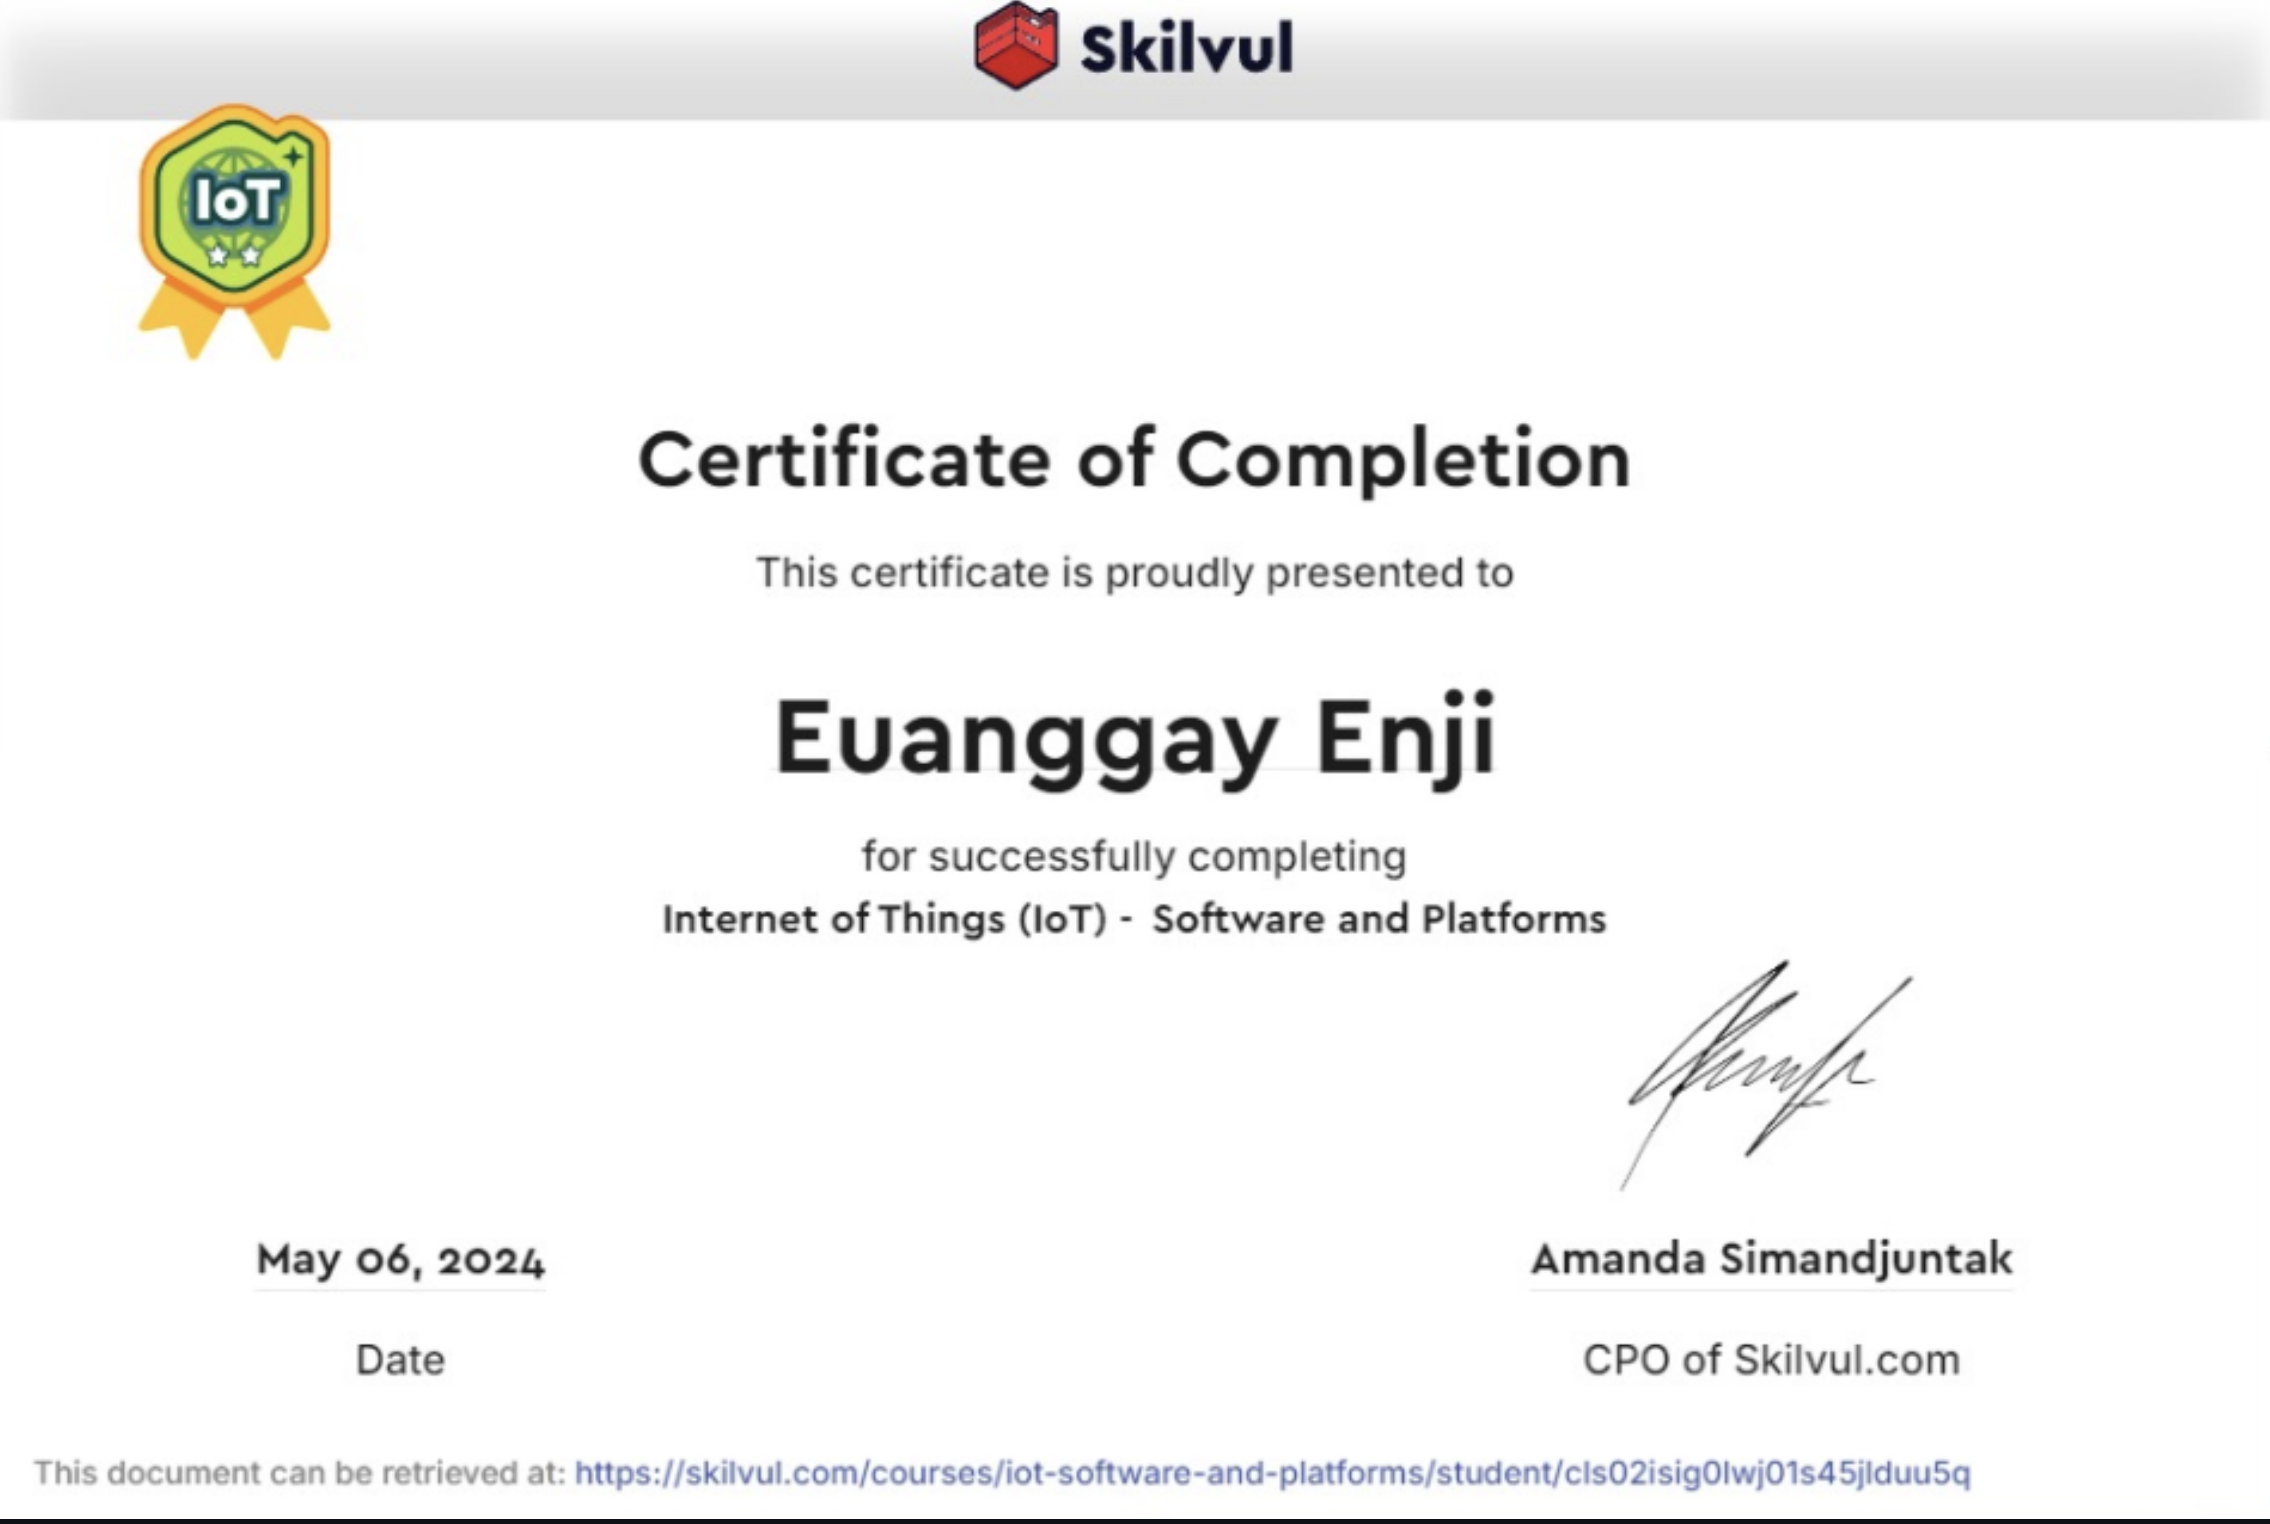 Skilvul
IoT
Certificate of Completion
This certificate is proudly presented to
Euanggay Enji
for successfully completing
Internet of Things (IoT) - Software and Platforms
May 06, 2024
Date
Amanda Simandjuntak
CPO of Skilvul.com
This document can be retrieved at: https://skilvul.com/courses/iot-software-and-platforms/student/cls02isig0lwj01s45jlduu5q